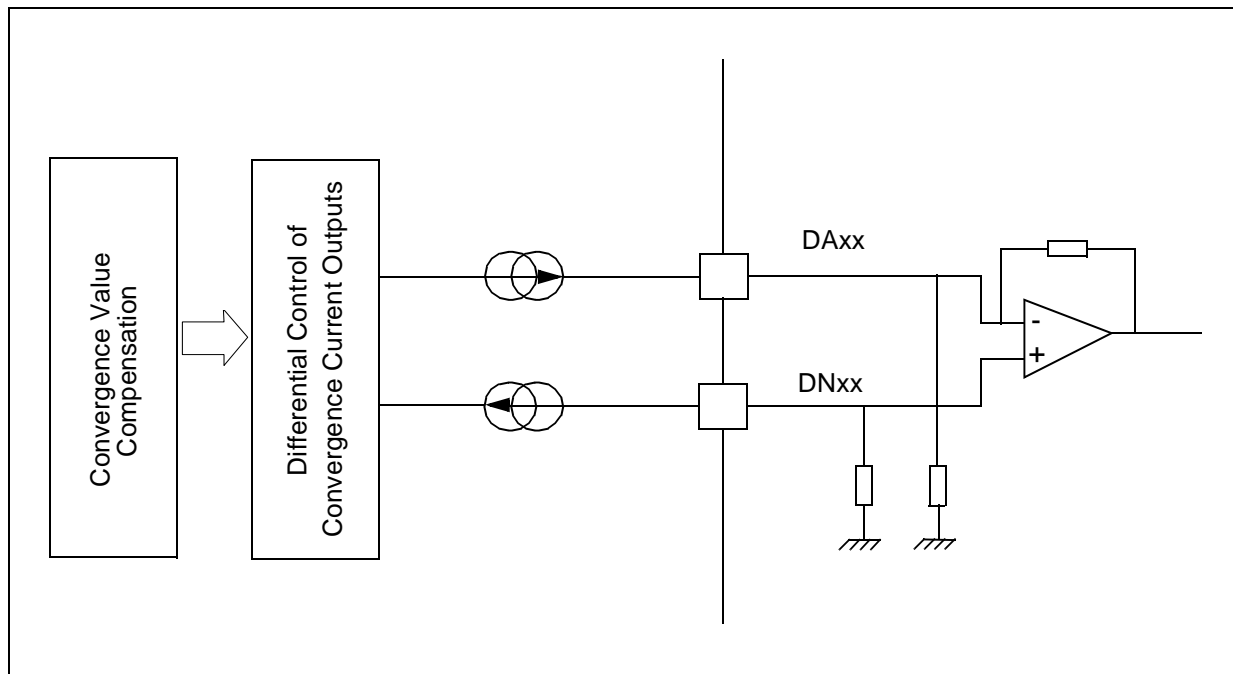 Convergence Value
Compensation
Differential Control of
Convergence Current Outputs
DAxx
DNxx
-
+